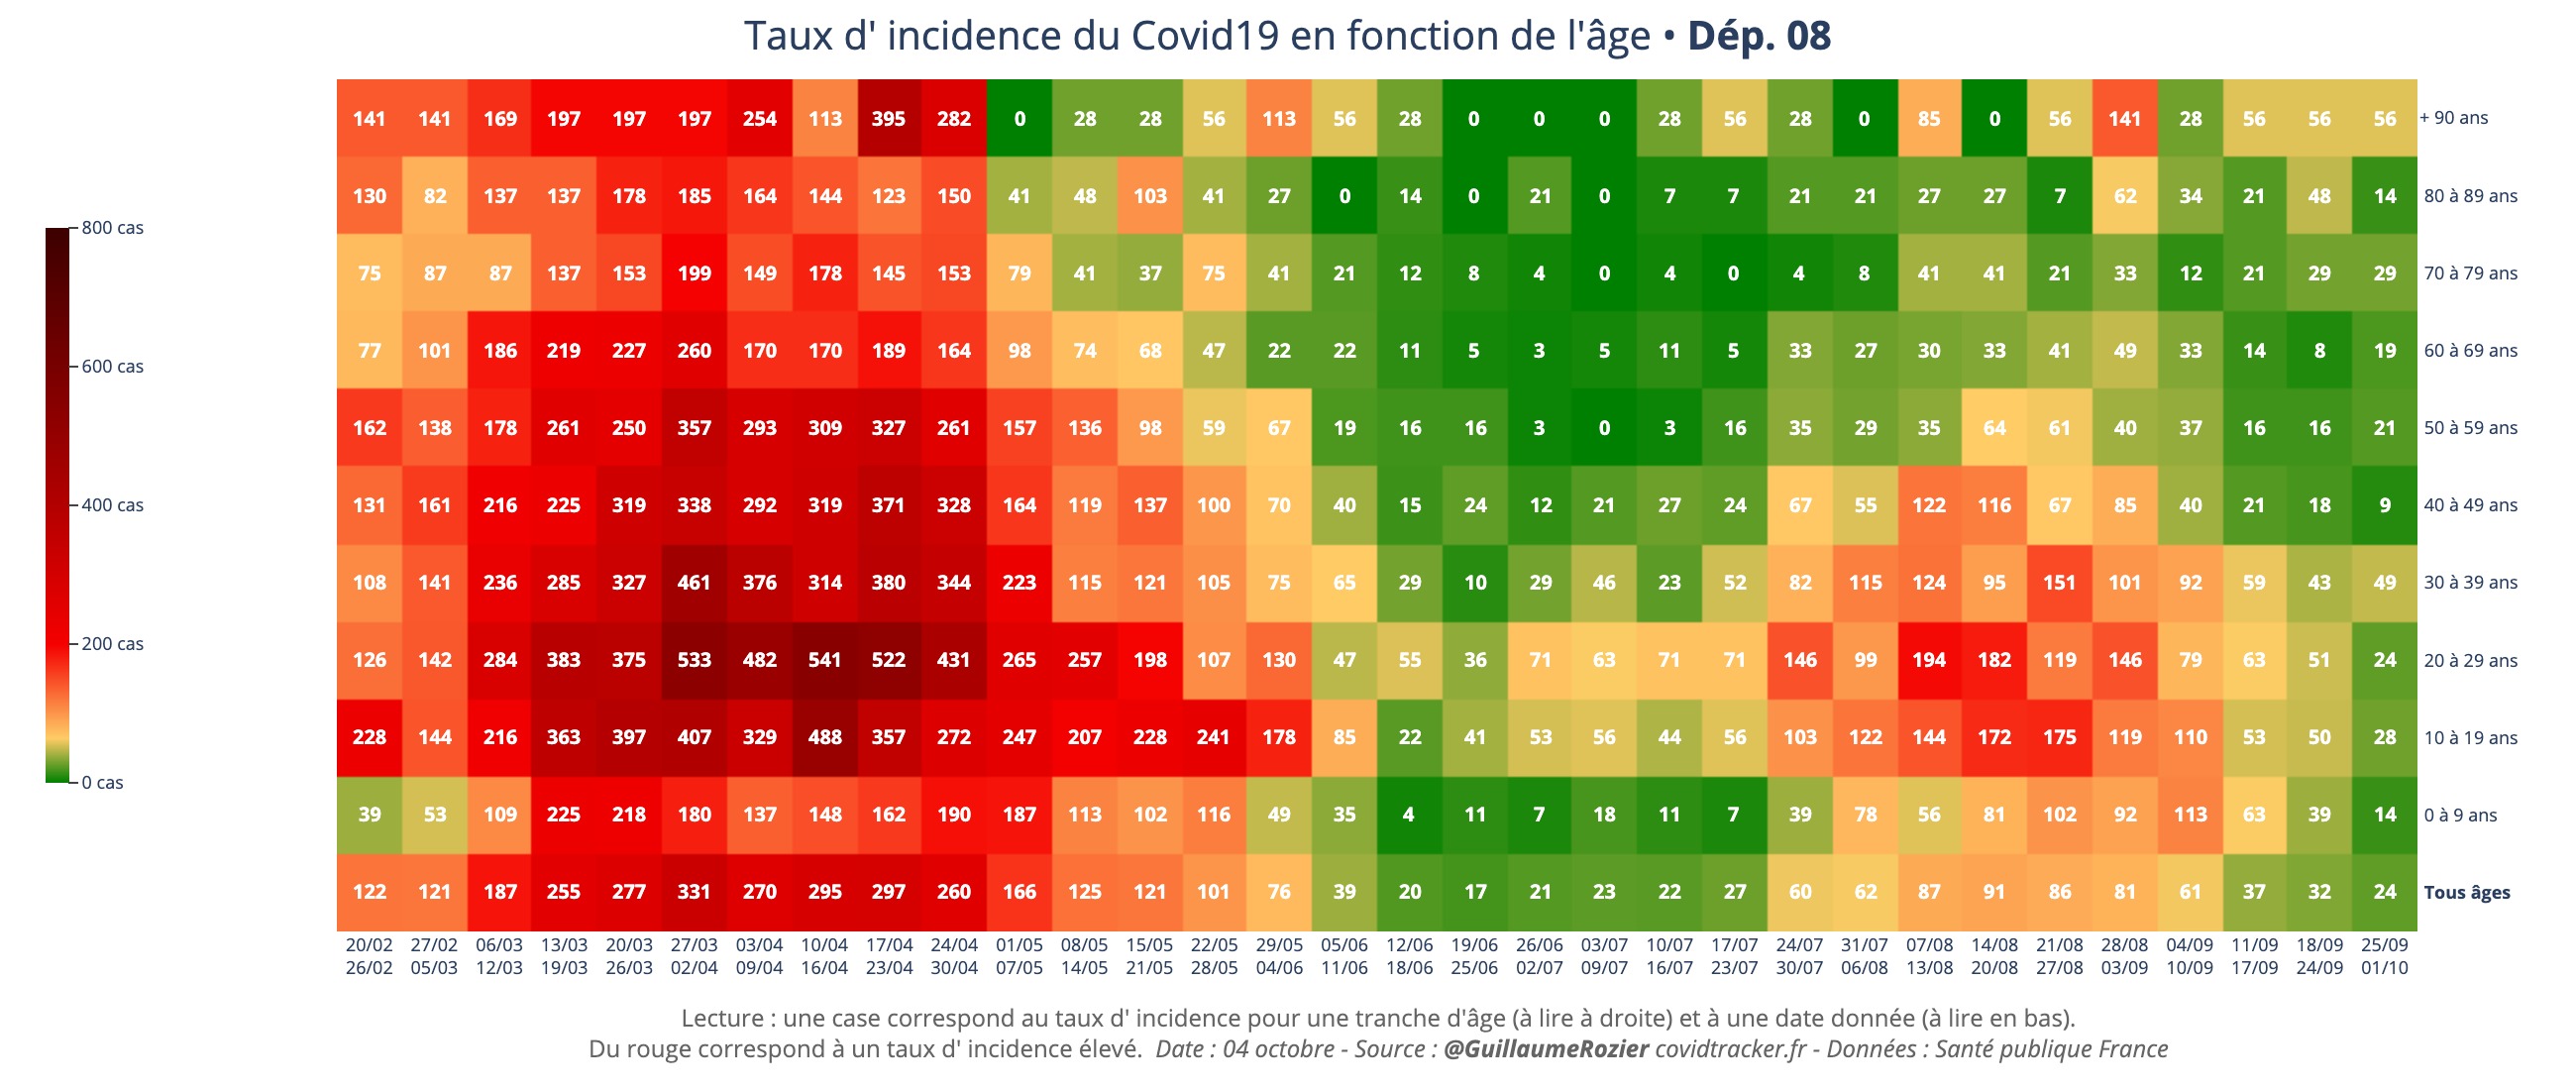 Taux d' incidence du Covid19 en fonction de l'âge • Dép. 08
800 cas
600 cas
400 cas
200 cas
0 cas
141 141 169 197 197 197 254 113 395 282 0 28 28 56 113 56 28 0 0 0 28 56 28 0 85 0 56 141 28 56 56 56 + 90 ans
130 82 137 137 178 185 164 144 123 150 41 48 103 41 27 0 14 0 21 0 7 7 21 21 27 27 7 62 34 21 48 14 80 à 89 ans
75 87 87 137 153 199 149 178 145 153 79 41 37 75 41 21 12 8 4 0 4 0 4 8 41 41 21 33 12 21 29 29 70 à 79 ans
77 101 186 219 227 260 170 170 189 164 98 74 68 47 22 22 11 5 3 5 11 5 33 27 30 33 41 49 33 14 8 19 60 à 69 ans
162 138 178 261 250 357 293 309 327 261 157 136 98 59 67 19 16 16 3 0 3 16 35 29 35 64 61 40 37 16 16 21 50 à 59 ans
131 161 216 225 319 338 292 319 371 328 164 119 137 100 70 40 15 24 12 21 27 24 67 55 122 116 67 85 40 21 18 9 40 à 49 ans
108 141 236 285 327 461 376 314 380 344 223 115 121 105 75 65 29 10 29 46 23 52 82 115 124 95 151 101 92 59 43 49 30 à 39 ans
126 142 284 383 375 533 482 541 522 431 265 257 198 107 130 47 55 36 71 63 71 71 146 99 194 182 119 146 79 63 51 24 20 à 29 ans
228 144 216 363 397 407 329 488 357 272 247 207 228 241 178 85 22 41 53 56 44 56 103 122 144 172 175 119 110 53 50 28 10 à 19 ans
39 53 109 225 218 180 137 148 162 190 187 113 102 116 49 35 4 11 7 18 11 7 39 78 56 81 102 92 113 63 39 14 0 à 9 ans
122 121 187 255 277 331 270 295 297 260 166 125 121 101 76 39 20 17 21 23 22 27 60 62 87 91 86 81 61 37 32 24 Tous âges
20/02 27/02 06/03 13/03 20/03 27/03 03/04 10/04 17/04 24/04 01/05 08/05 15/05 22/05 29/05 05/06 12/06 19/06 26/06 03/07 10/07 17/07 24/07 31/07 07/08 14/08 21/08 28/08 04/09 11/09 18/09 25/09
26/02 05/03 12/03 19/03 26/03 02/04 09/04 16/04 23/04 30/04 07/05 14/05 21/05 28/05 04/06 11/06 18/06 25/06 02/07 09/07 16/07 23/07 30/07 06/08 13/08 20/08 27/08 03/09 10/09 17/09 24/09 01/10
Lecture : une case correspond au taux d' incidence pour une tranche d'âge (à lire à droite) et à une date donnée (à lire en bas).
Du rouge correspond à un taux d' incidence élevé. Date : 04 octobre - Source : @GuillaumeRozier covidtracker.fr - Données : Santé publique France